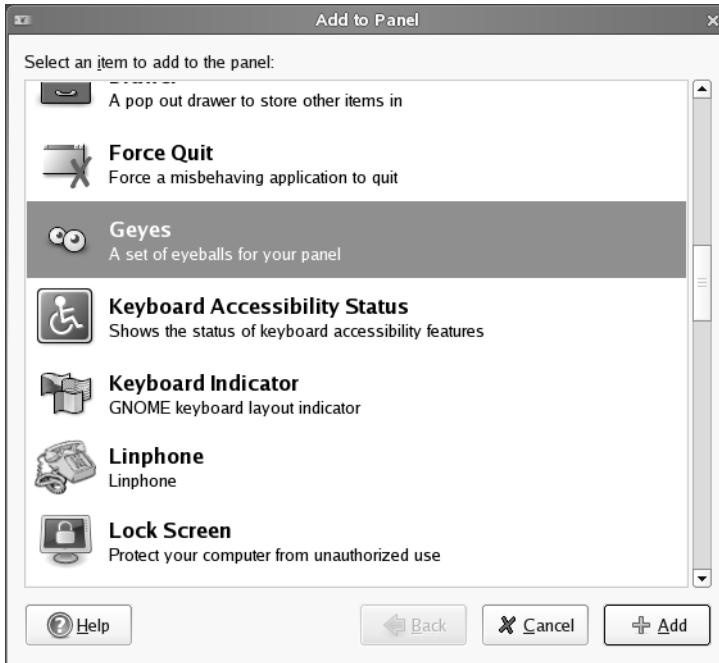 Add to Panel
Select an item to add to the panel:
Drawer
A pop out drawer to store other items in
Force Quit
Force a misbehaving application to quit
Geyes
A set of eyeballs for your panel
Keyboard Accessibility Status
Shows the status of keyboard accessibility features
Keyboard Indicator
GNOME keyboard layout indicator
Linphone
Linphone
Lock Screen
Protect your computer from unauthorized use
Help
Back
Cancel
Add